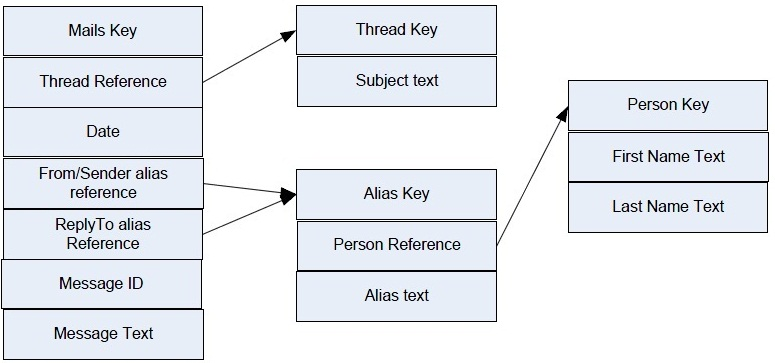 Mails Key
Thread Reference
Date
From/Sender alias
reference
ReplyTo alias
Reference
Message ID
Message Text
Thread Key
Subject text
Alias Key
Person Reference
Alias text
Person Key
First Name Text
Last Name Text